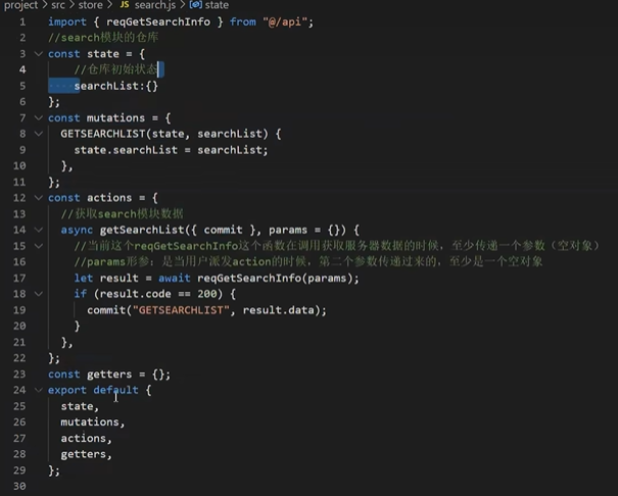 project > src > store > JS search.js > [∅] state
1 import { reqGetSearchInfo } from "@/api";
2 //search模块的仓库
3 const state = {
4 //仓库初始状态
5 searchList:{}
6 };
7 const mutations = {
8 GETSEARCHLIST(state, searchList) {
9 state.searchList = searchList;
10 },
11 };
12 const actions = {
13 //获取search模块数据
14 async getSearchList({ commit }, params = {}) {
15 //当前这个reqGetSearchInfo这个函数在调用获取服务器数据的时候，至少传递一个参数（空对象）
16 //params形参：是当用户派发action的时候，第二个参数传递过来的，至少是一个空对象
17 let result = await reqGetSearchInfo(params);
18 if (result.code == 200) {
19 commit("GETSEARCHLIST", result.data);
20 }
21 },
22 };
23 const getters = {};
24 export default {
25 state,
26 mutations,
27 actions,
28 getters,
29 };
30